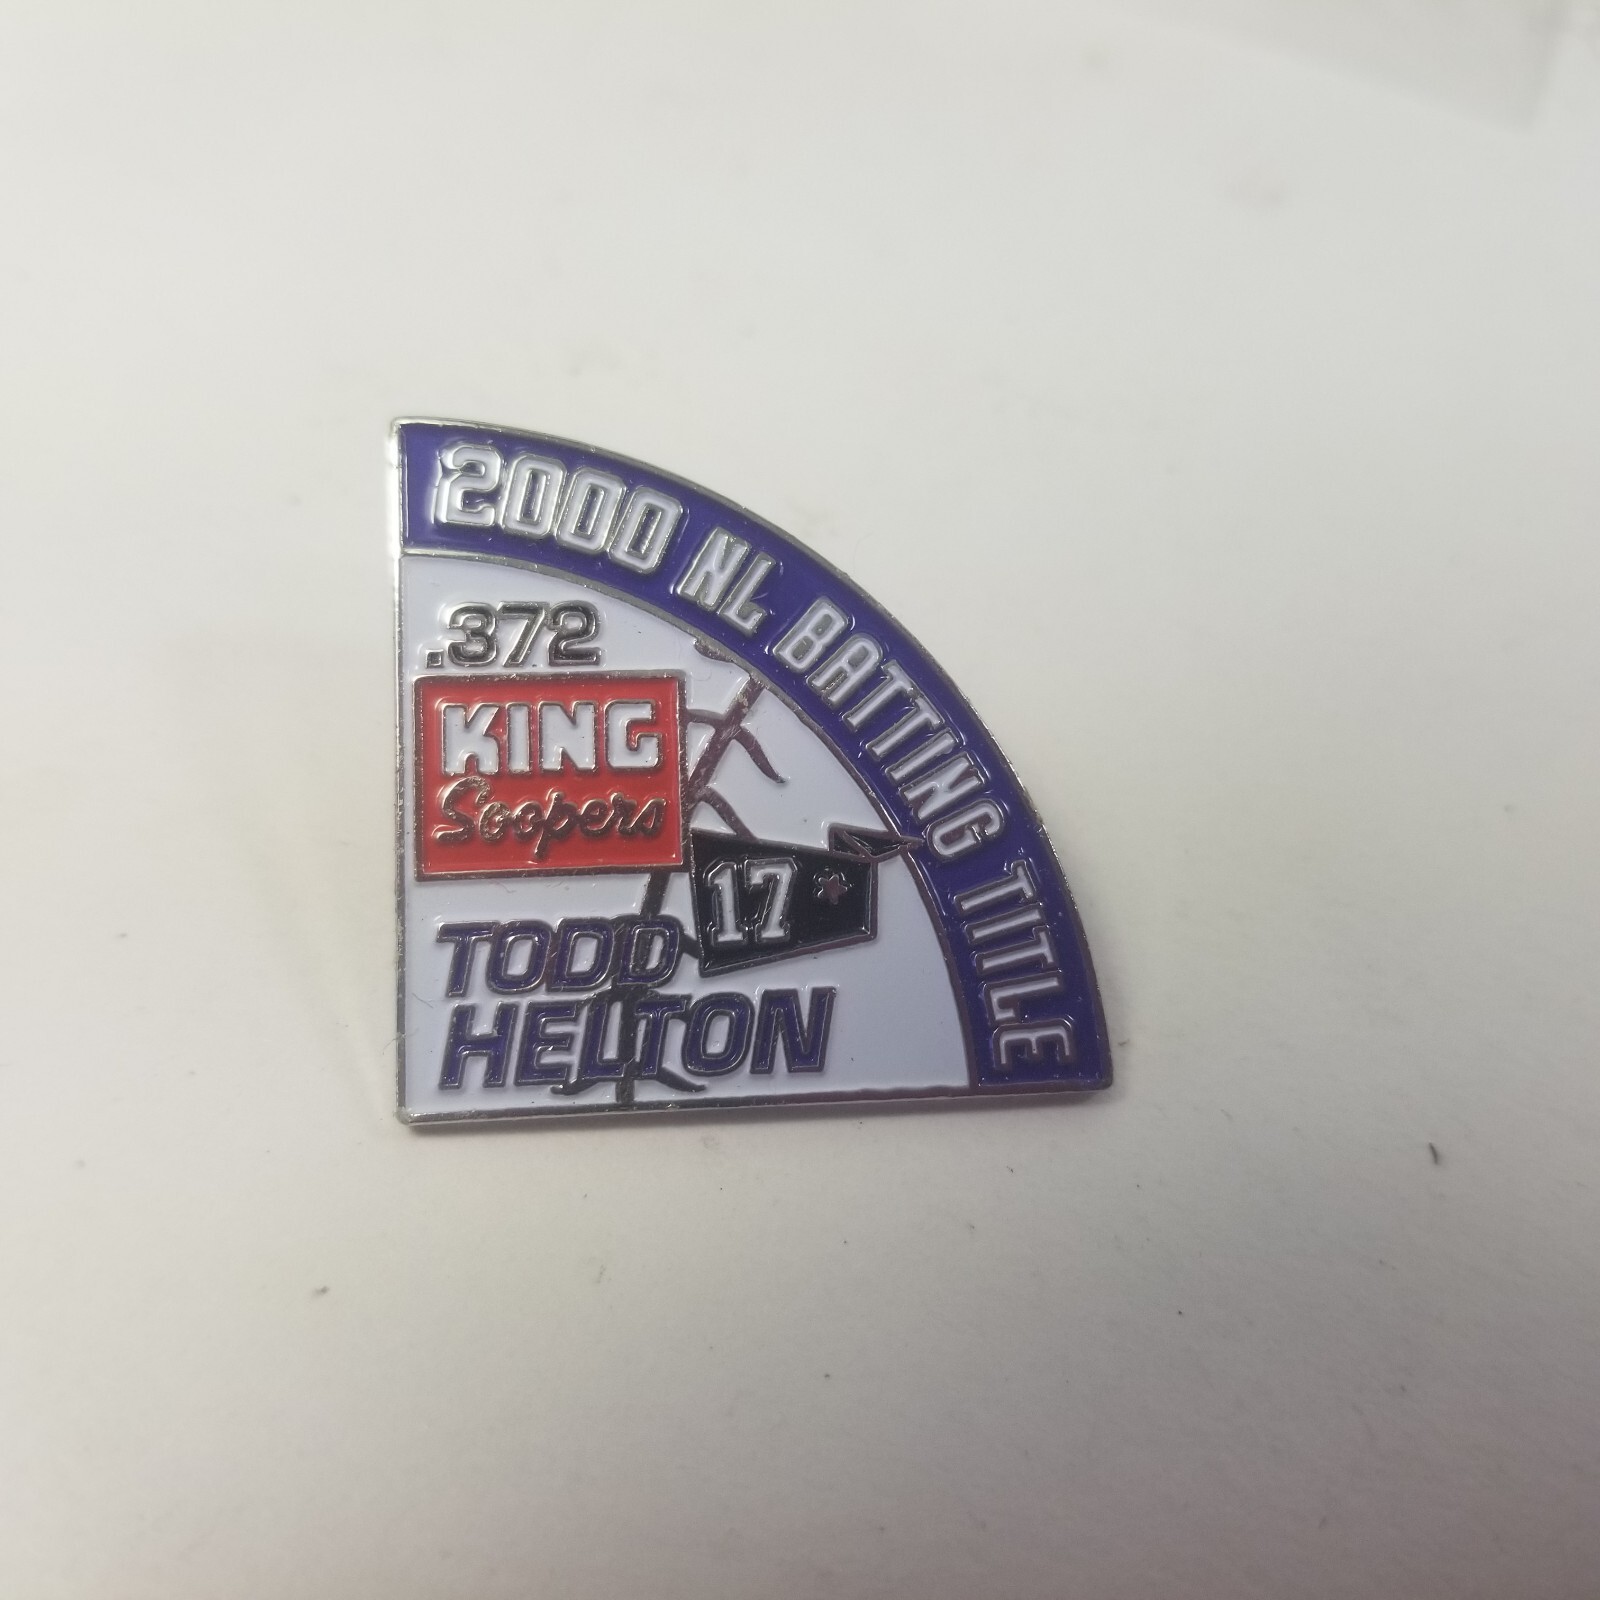 2000 NL BATTING TITLE
.372
KING
Soopers
17
TODD
HELTON